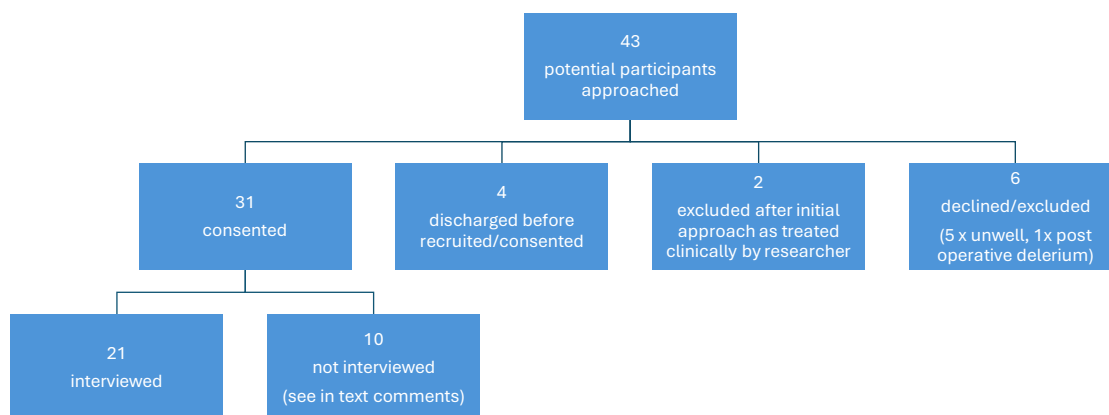 43
potential participants
approached
31
consented
4
discharged before
recruited/consented
2
excluded after initial
approach as treated
clinically by researcher
6
declined/excluded
(5 x unwell, 1x post
operative delerium)
21
interviewed
10
not interviewed
(see in text comments)